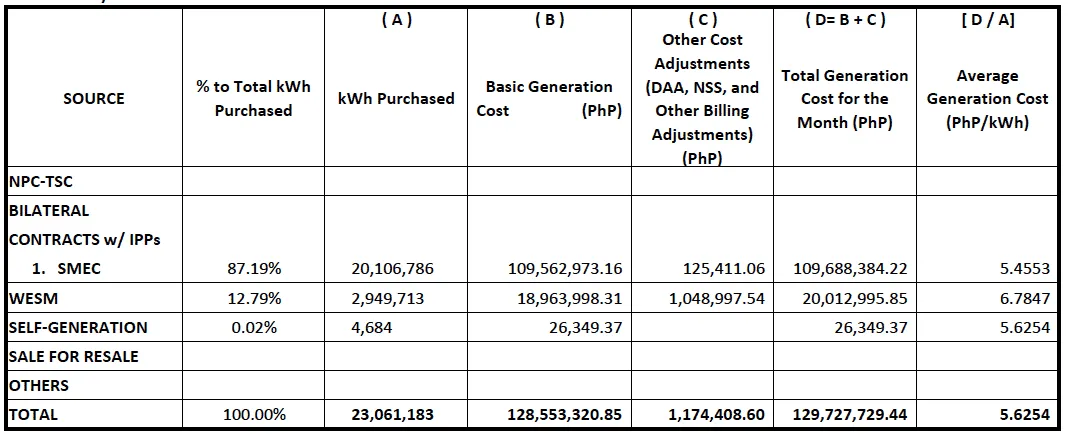 ( A ) ( B ) ( C ) ( D= B + C ) [ D / A]
SOURCE % to Total kWh Purchased kWh Purchased Basic Generation Cost (PhP) Other Cost Adjustments (DAA, NSS, and Other Billing Adjustments) (PhP) Total Generation Cost for the Month (PhP) Average Generation Cost (PhP/kWh)
NPC-TSC
BILATERAL
CONTRACTS w/ IPPs
1. SMEC 87.19% 20,106,786 109,562,973.16 125,411.06 109,688,384.22 5.4553
WESM 12.79% 2,949,713 18,963,998.31 1,048,997.54 20,012,995.85 6.7847
SELF-GENERATION 0.02% 4,684 26,349.37 26,349.37 5.6254
SALE FOR RESALE
OTHERS
TOTAL 100.00% 23,061,183 128,553,320.85 1,174,408.60 129,727,729.44 5.6254